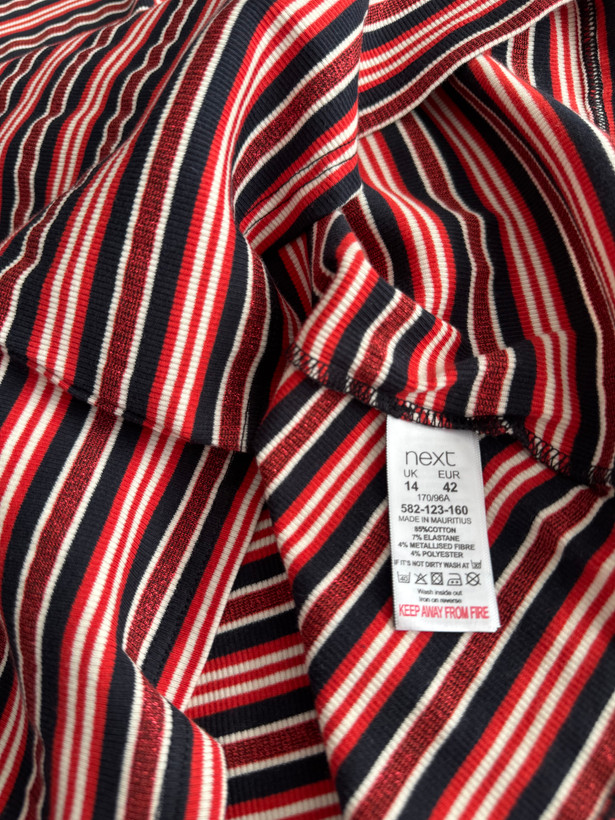 next
UK EUR
14 42
170/96A
582-123-160
MADE IN MAURITIUS
85%COTTON
7% ELASTANE
4% METALLISED FIBRE
4% POLYESTER
IF IT'S NOT DIRTY WASH AT
40
Wash inside out
Iron on reverse
KEEP AWAY FROM FIRE